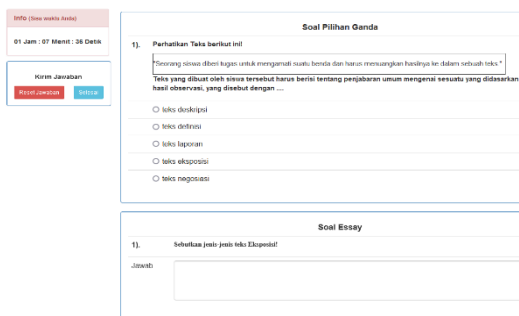 Info (Sisa waktu Anda)
01 Jam : 07 Menit : 36 Detik
Kirim Jawaban
Reset Jawaban
Selesai
Soal Pilihan Ganda
1). Perhatikan Teks berikut ini!
"Seorang siswa diberi tugas untuk mengamati suatu benda dan harus menuangkan hasilnya ke dalam sebuah teks."
Teks yang dibuat oleh siswa tersebut harus berisi tentang penjabaran umum mengenai sesuatu yang didasarkan
hasil observasi, yang disebut dengan ....
teks deskripsi
teks definisi
teks laporan
teks eksposisi
teks negosiasi
Soal Essay
1). Sebutkan jenis-jenis teks Eksposisi!
Jawab